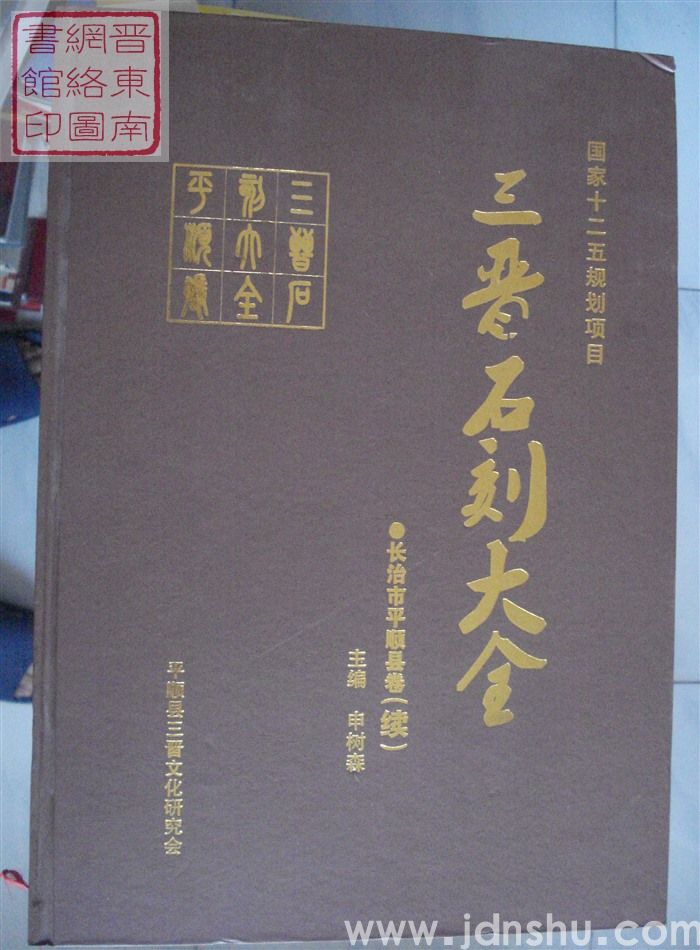 晋東南
網絡圖
書館印
国家十二五规划项目
三晋石刻大全
●长治市平顺县卷(续)
主编 申树森
三晉石
刻大全
平順縣
平顺县三晋文化研究会
www.jdnshu.com